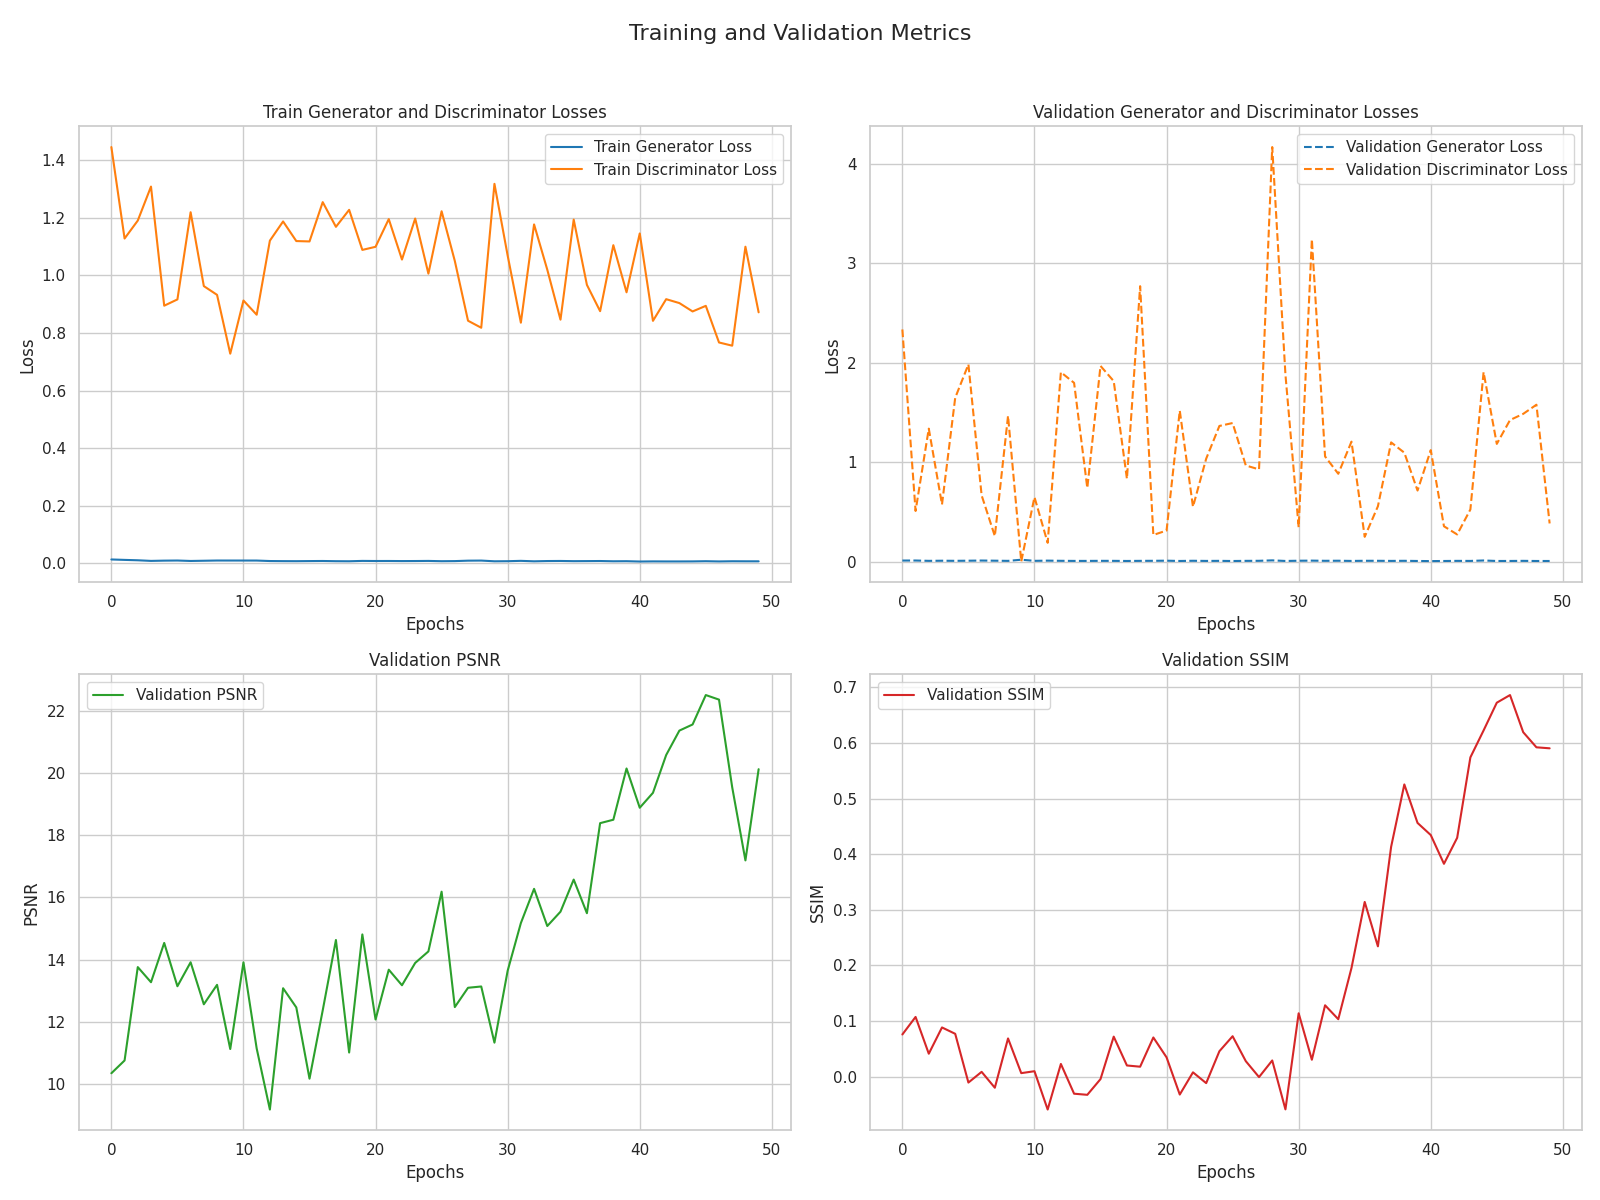 Training and Validation Metrics
Train Generator and Discriminator Losses
Train Generator Loss
Train Discriminator Loss
1.4
1.2
1.0
0.8
0.6
0.4
0.2
0.0
Loss
0 10 20 30 40 50
Epochs
Validation Generator and Discriminator Losses
Validation Generator Loss
Validation Discriminator Loss
4
3
2
1
0
Loss
0 10 20 30 40 50
Epochs
Validation PSNR
Validation PSNR
22
20
18
16
14
12
10
PSNR
0 10 20 30 40 50
Epochs
Validation SSIM
Validation SSIM
0.7
0.6
0.5
0.4
0.3
0.2
0.1
0.0
SSIM
0 10 20 30 40 50
Epochs